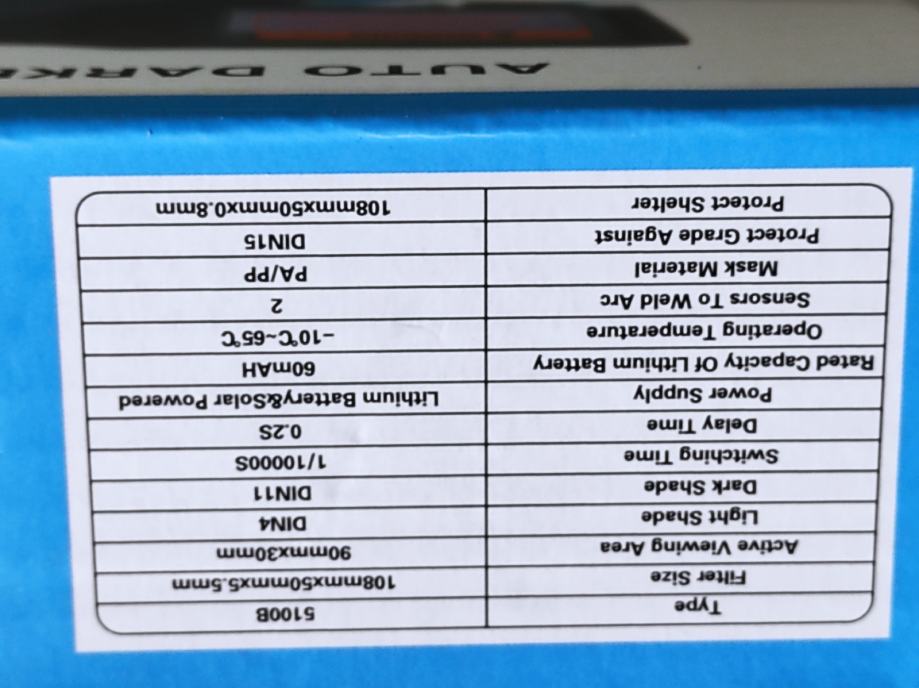 Type 5100B
Filter Size 108mmx50mmx5.5mm
Active Viewing Area 90mmx30mm
Light Shade DIN4
Dark Shade DIN11
Switching Time 1/10000S
Delay Time 0.2S
Power Supply Lithium Battery&Solar Powered
Rated Capacity Of Lithium Battery 60mAH
Operating Temperature -10℃~65℃
Sensors To Weld Arc 2
Mask Material PA/PP
Protect Grade Against DIN15
Protect Shelter 108mmx50mmx0.8mm
AUTO DARK